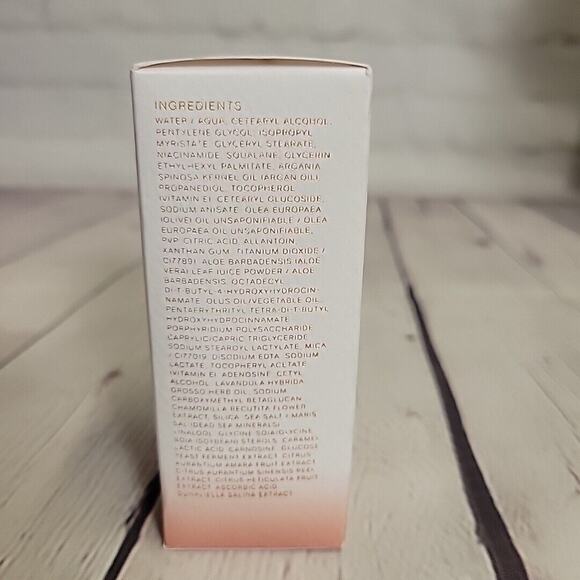 INGREDIENTS
WATER / AQUA, CETEARYL ALCOHOL,
PENTYLENE GLYCOL, ISOPROPYL
MYRISTATE, GLYCERYL STEARATE,
NIACINAMIDE, SQUALANE, GLYCERIN
ETHYLHEXYL PALMITATE, ARGANIA
SPINOSA KERNEL OIL (ARGAN OIL)
PROPANEDIOL, TOCOPHEROL
(VITAMIN E), CETEARYL GLUCOSIDE,
SODIUM ANISATE, OLEA EUROPAEA
(OLIVE) OIL UNSAPONIFIABLE / OLEA
EUROPAEA OIL UNSAPONIFIABLE,
PVP, CITRIC ACID, ALLANTOIN,
XANTHAN GUM, TITANIUM DIOXIDE /
CI77891, ALOE BARBADENSIS (ALOE
VERA) LEAF JUICE POWDER / ALOE
BARBADENSIS, OCTADECYL
DI-T-BUTYL-4-HYDROXYHYDROCIN-
NAMATE, OLUS OIL/VEGETABLE OIL,
PENTAERYTHRITYL TETRA-DI-T-BUTYL
HYDROXYHYDROCINNAMATE
PORPHYRIDIUM POLYSACCHARIDE
CAPRYLIC/CAPRIC TRIGLYCERIDE
SODIUM STEAROYL LACTYLATE, MICA
/ CI77019, DISODIUM EDTA, SODIUM
LACTATE, TOCOPHERYL ACETATE
(VITAMIN E), ADENOSINE, CETYL
ALCOHOL, LAVANDULA HYBRIDA
GROSSO HERB OIL, SODIUM
CARBOXYMETHYL BETAGLUCAN
CHAMOMILLA RECUTITA FLOWER
EXTRACT, SILICA, SEA SALT / MARIS
SAL(DEAD SEA MINERALS)
LINALOOL, GLYCINE SOJA/GLYCINE
SOJA (SOYBEAN) STEROLS, CARAMEL
LACTIC ACID, CARNOSINE, GLUCOSE
YEAST FERMENT EXTRACT, CITRUS
AURANTIUM AMARA FRUIT EXTRACT
CITRUS AURANTIUM SINENSIS PEEL
EXTRACT, CITRUS RETICULATA FRUIT
EXTRACT, ASCORBIC ACID
DUNALIELLA SALINA EXTRACT